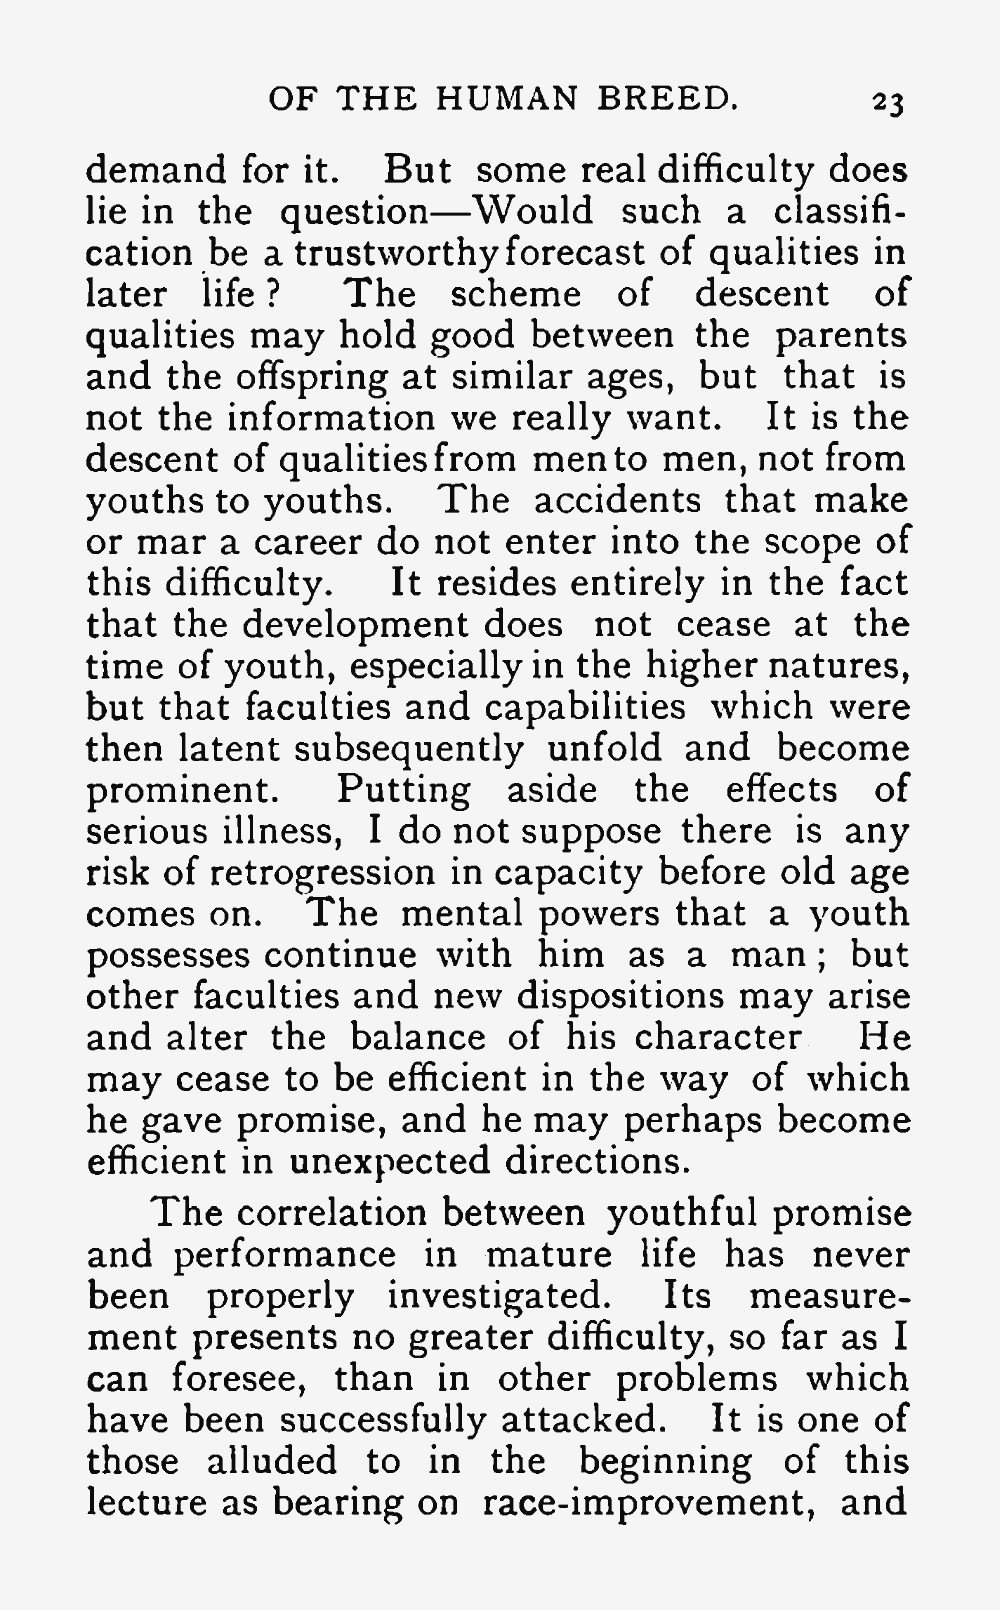 OF THE HUMAN BREED. 23
demand for it. But some real difficulty does
lie in the question—Would such a classifi-
cation be a trustworthy forecast of qualities in
later life? The scheme of descent of
qualities may hold good between the parents
and the offspring at similar ages, but that is
not the information we really want. It is the
descent of qualities from men to men, not from
youths to youths. The accidents that make
or mar a career do not enter into the scope of
this difficulty. It resides entirely in the fact
that the development does not cease at the
time of youth, especially in the higher natures,
but that faculties and capabilities which were
then latent subsequently unfold and become
prominent. Putting aside the effects of
serious illness, I do not suppose there is any
risk of retrogression in capacity before old age
comes on. The mental powers that a youth
possesses continue with him as a man; but
other faculties and new dispositions may arise
and alter the balance of his character He
may cease to be efficient in the way of which
he gave promise, and he may perhaps become
efficient in unexpected directions.
The correlation between youthful promise
and performance in mature life has never
been properly investigated. Its measure-
ment presents no greater difficulty, so far as I
can foresee, than in other problems which
have been successfully attacked. It is one of
those alluded to in the beginning of this
lecture as bearing on race-improvement, and